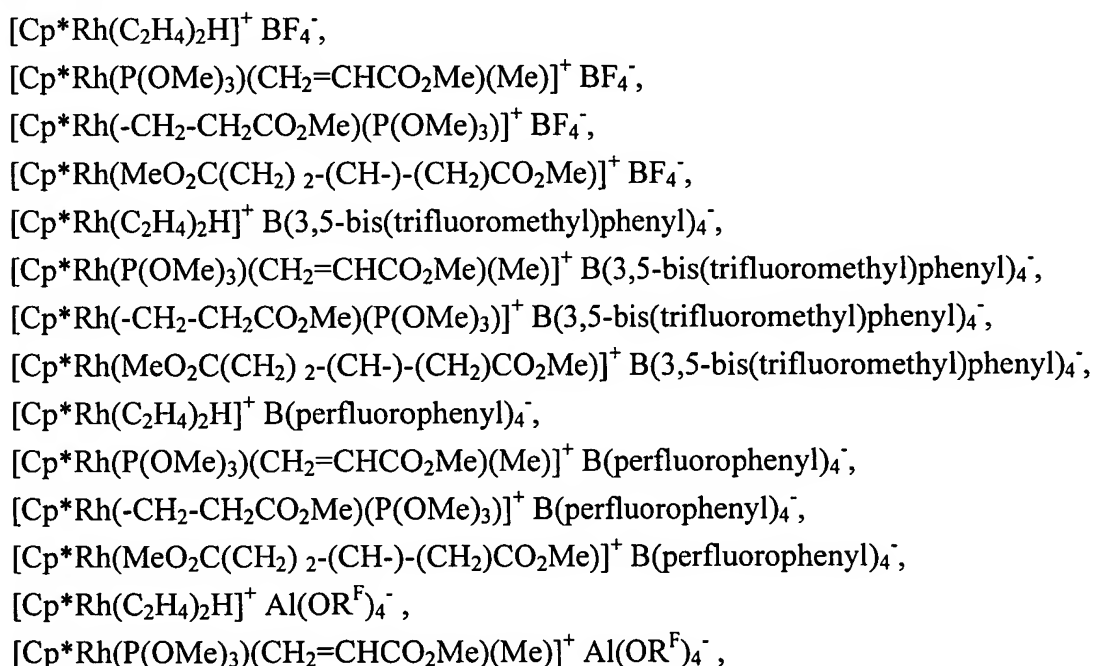 [Cp*Rh(C₂H₄)₂H]⁺ BF₄⁻,
[Cp*Rh(P(OMe)₃)(CH₂=CHCO₂Me)(Me)]⁺ BF₄⁻,
[Cp*Rh(-CH₂-CH₂CO₂Me)(P(OMe)₃)]⁺ BF₄⁻,
[Cp*Rh(MeO₂C(CH₂) ₂-(CH-)-(CH₂)CO₂Me)]⁺ BF₄⁻,
[Cp*Rh(C₂H₄)₂H]⁺ B(3,5-bis(trifluoromethyl)phenyl)₄⁻,
[Cp*Rh(P(OMe)₃)(CH₂=CHCO₂Me)(Me)]⁺ B(3,5-bis(trifluoromethyl)phenyl)₄⁻,
[Cp*Rh(-CH₂-CH₂CO₂Me)(P(OMe)₃)]⁺ B(3,5-bis(trifluoromethyl)phenyl)₄⁻,
[Cp*Rh(MeO₂C(CH₂) ₂-(CH-)-(CH₂)CO₂Me)]⁺ B(3,5-bis(trifluoromethyl)phenyl)₄⁻,
[Cp*Rh(C₂H₄)₂H]⁺ B(perfluorophenyl)₄⁻,
[Cp*Rh(P(OMe)₃)(CH₂=CHCO₂Me)(Me)]⁺ B(perfluorophenyl)₄⁻,
[Cp*Rh(-CH₂-CH₂CO₂Me)(P(OMe)₃)]⁺ B(perfluorophenyl)₄⁻,
[Cp*Rh(MeO₂C(CH₂) ₂-(CH-)-(CH₂)CO₂Me)]⁺ B(perfluorophenyl)₄⁻,
[Cp*Rh(C₂H₄)₂H]⁺ Al(ORᶠ)₄⁻ ,
[Cp*Rh(P(OMe)₃)(CH₂=CHCO₂Me)(Me)]⁺ Al(ORᶠ)₄⁻ ,